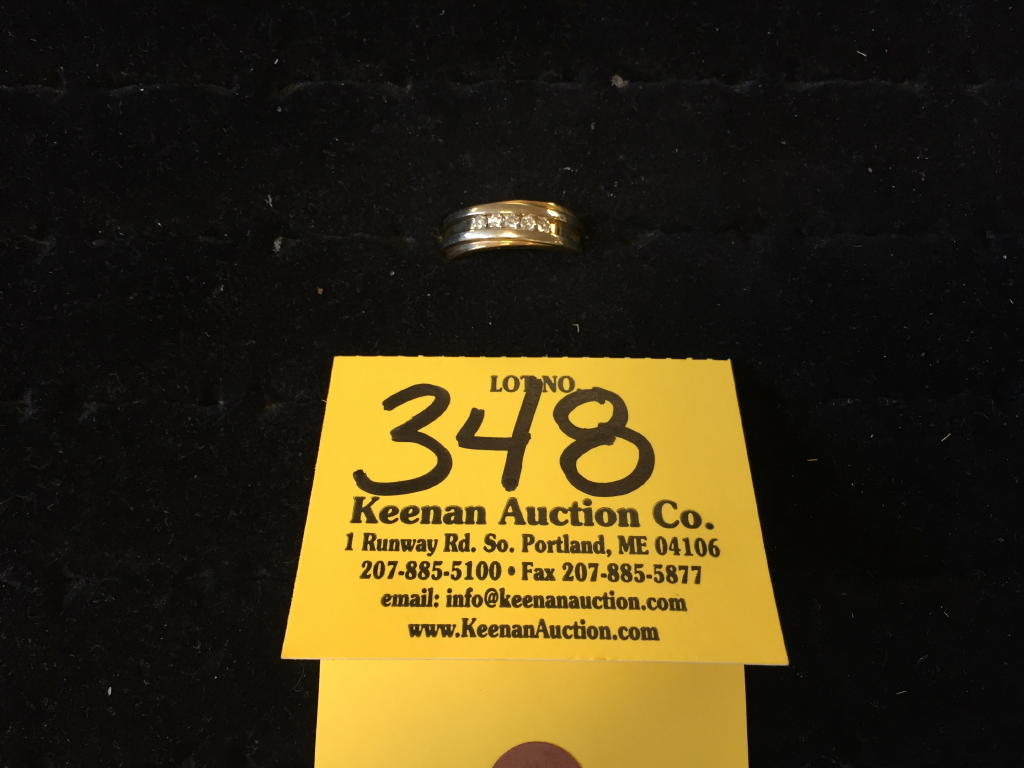 LOT NO.
348
Keenan Auction Co.
1 Runway Rd. So. Portland, ME 04106
207-885-5100 • Fax 207-885-5877
email: info@keenanauction.com
www.KeenanAuction.com